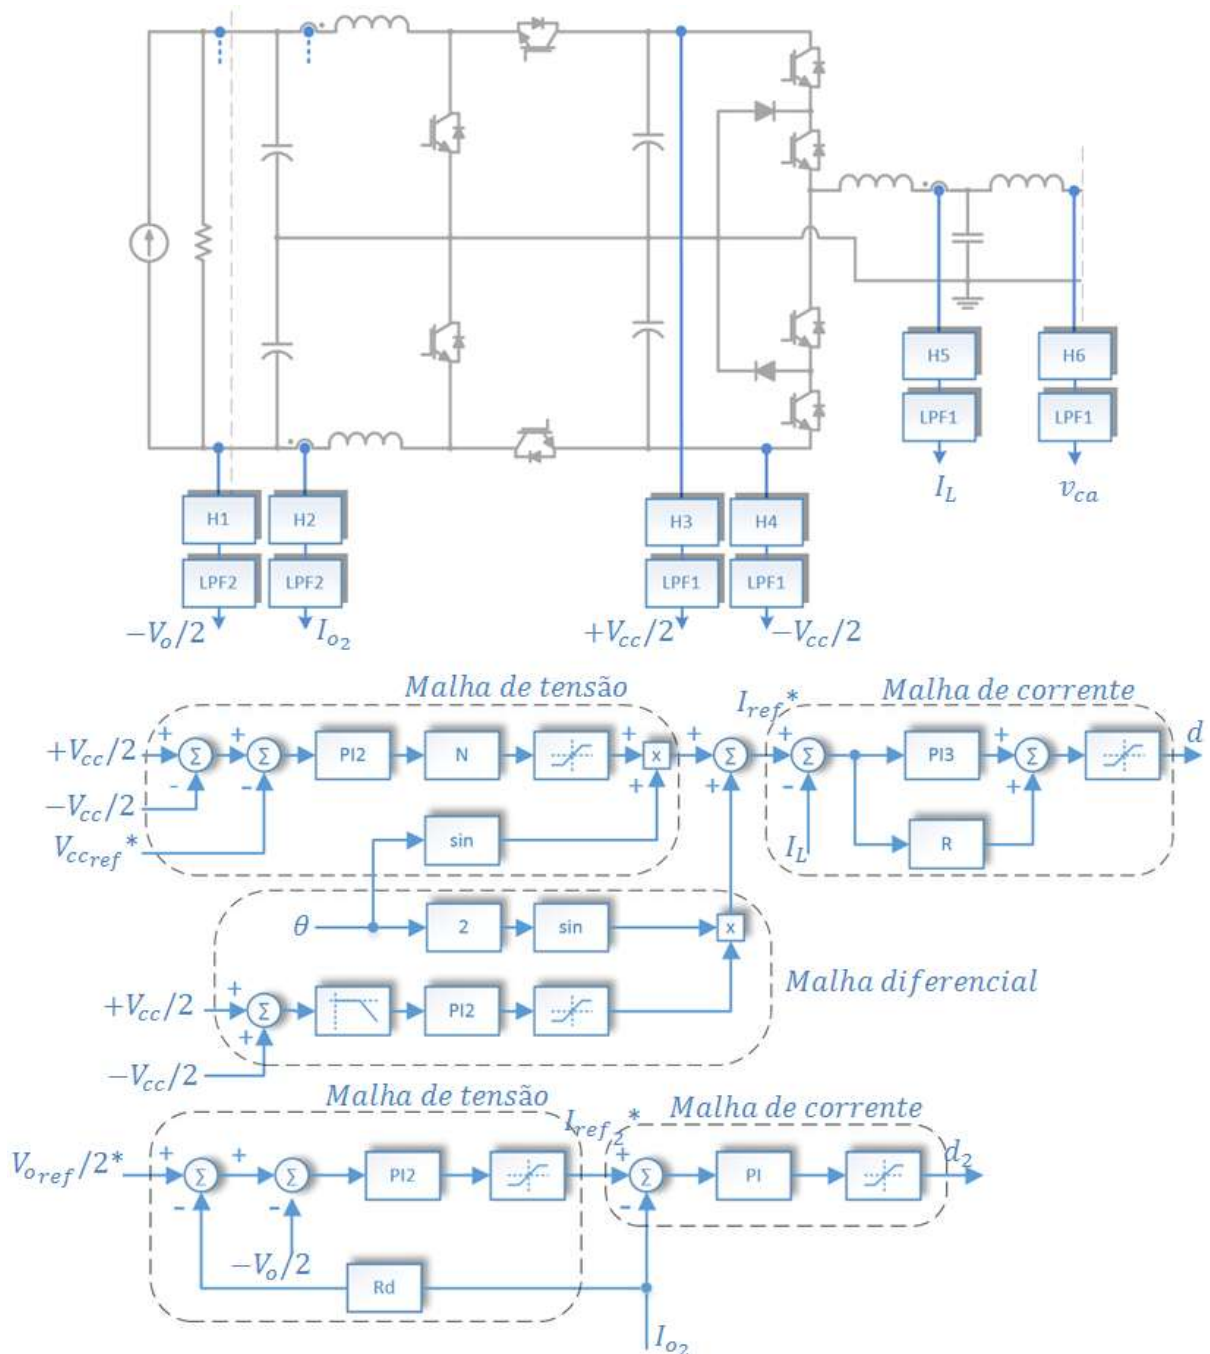 H5
H6
LPF1
LPF1
I_L
v_ca
H1
H2
H3
H4
LPF2
LPF2
LPF1
LPF1
−V_o/2
I_o2
+V_cc/2
−V_cc/2
Malha de tensão
I_ref*
Malha de corrente
+V_cc/2
+
Σ
-
+
Σ
-
PI2
N
+
x
+
+
Σ
+
+
Σ
-
PI3
+
Σ
+
d
−V_cc/2
V_ccref*
sin
I_L
R
θ
2
sin
x
Malha diferencial
+V_cc/2
+
Σ
+
PI2
−V_cc/2
Malha de tensão
I_ref2*
Malha de corrente
V_oref/2*
+
Σ
-
+
Σ
-
PI2
+
Σ
-
PI
d_2
−V_o/2
Rd
I_o2